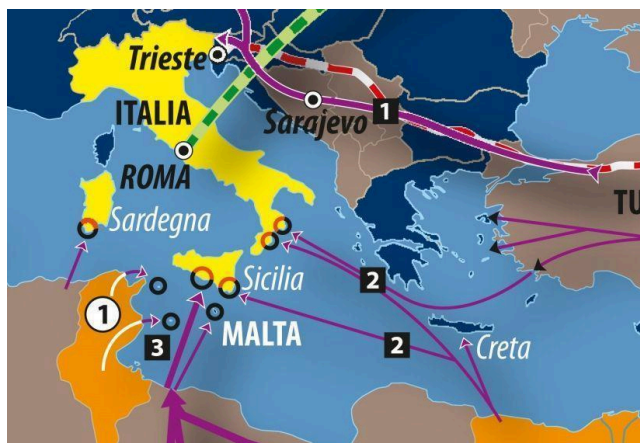 Trieste
ITALIA
Sarajevo
1
ROMA
TU
Sardegna
Sicilia
2
1
3
MALTA
2
Creta